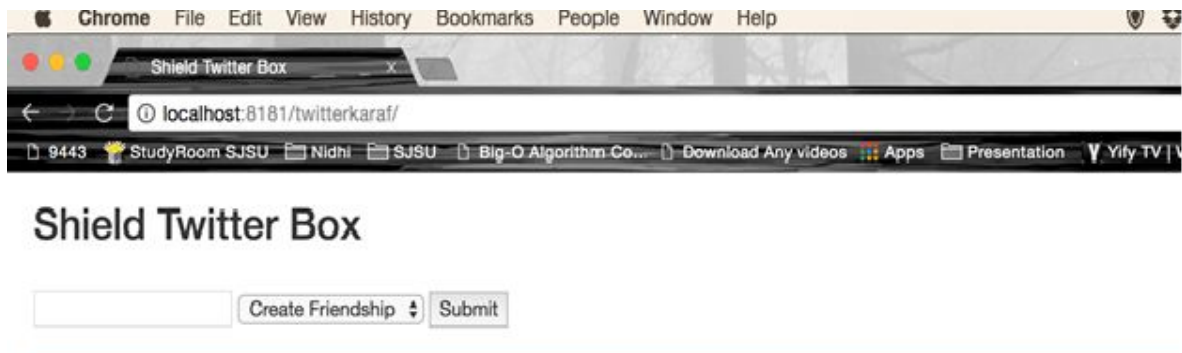 Chrome File Edit View History Bookmarks People Window Help
Shield Twitter Box x
localhost:8181/twitterkaraf/
9443 StudyRoom SJSU Nidhi SJSU Big-O Algorithm Co... Download Any videos Apps Presentation Yify TV |
Shield Twitter Box
Create Friendship Submit